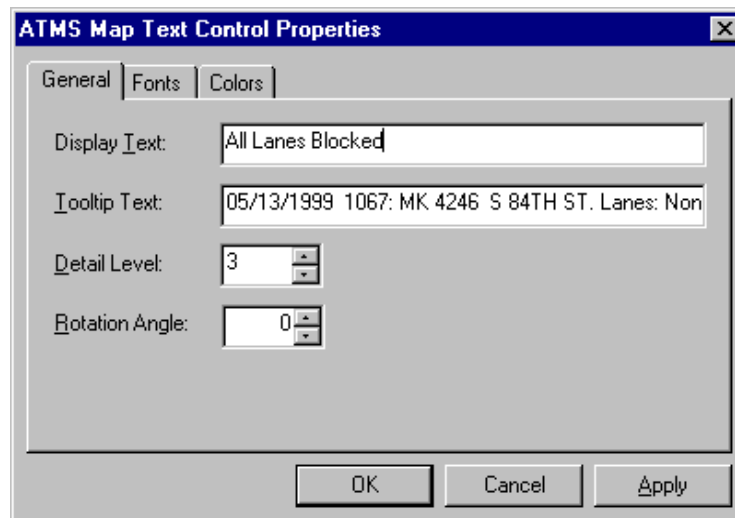 ATMS Map Text Control Properties
General Fonts Colors
Display Text: All Lanes Blocked
Tooltip Text: 05/13/1999 1067: MK 4246 S 84TH ST. Lanes: Non
Detail Level: 3
Rotation Angle: 0
OK Cancel Apply